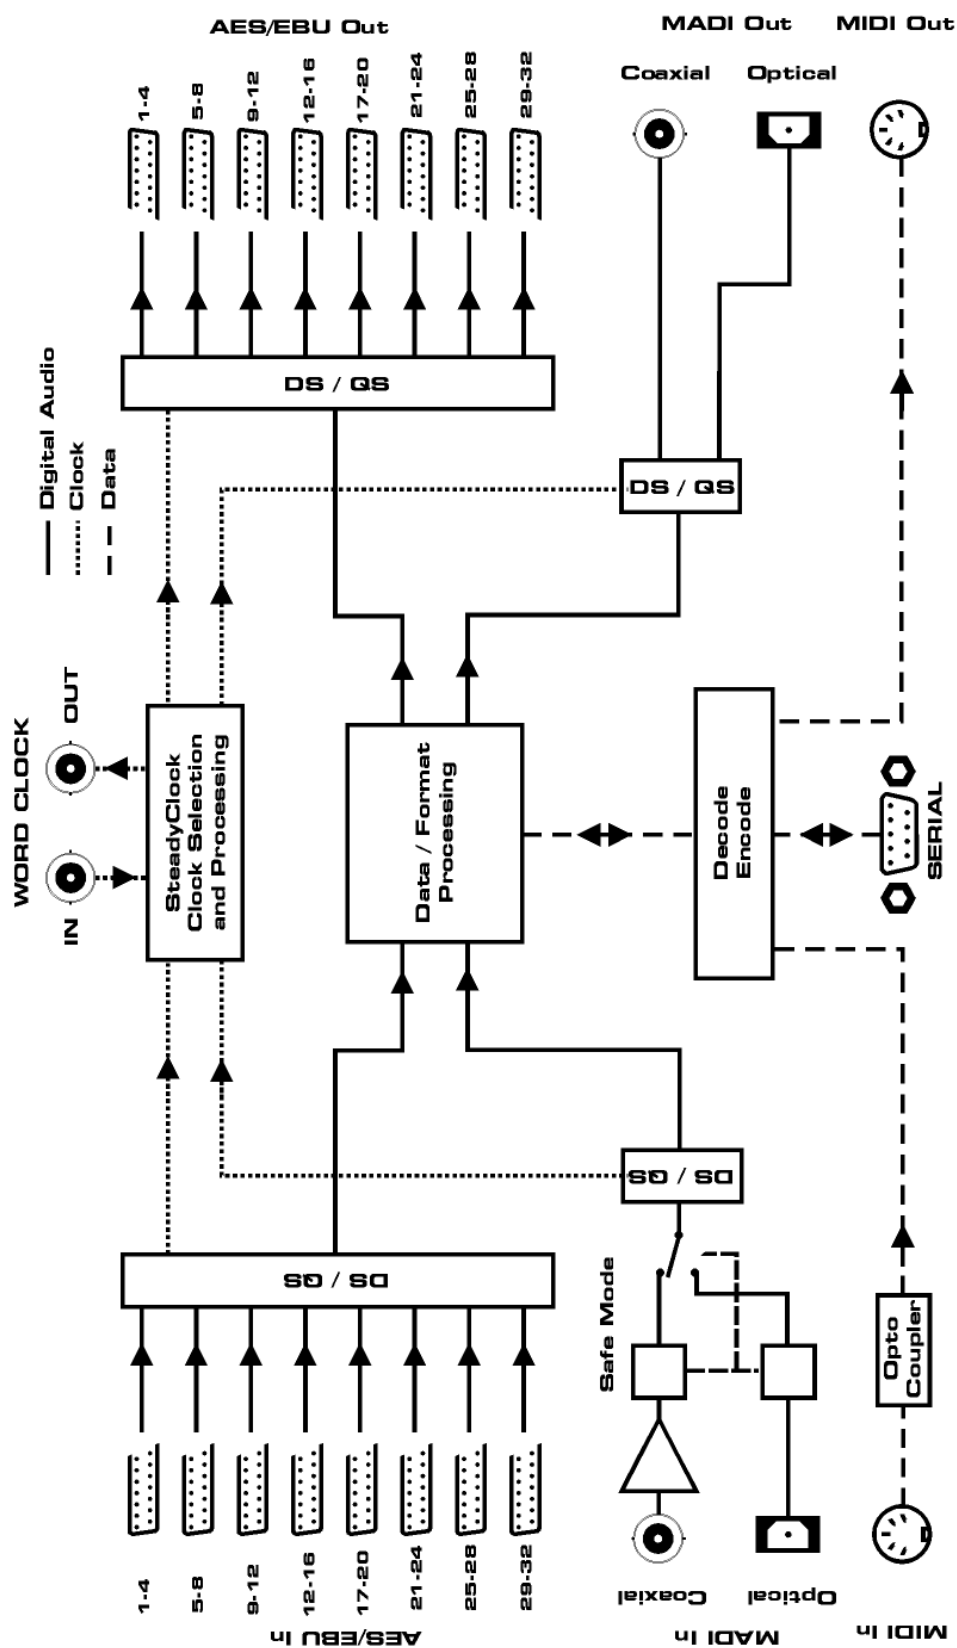 AES/EBU Out
MADI Out
MIDI Out
Coaxial
Optical
1-4
5-8
9-12
12-16
17-20
21-24
25-28
29-32
DS / QS
Digital Audio
Clock
Data
DS / QS
WORD CLOCK
OUT
IN
SteadyClock
Clock Selection
and Processing
Data / Format
Processing
Decode
Encode
SERIAL
DS / QS
DS / QS
Safe Mode
Opto
Coupler
1-4
5-8
9-12
12-16
17-20
21-24
25-28
29-32
Coaxial
Optical
AES/EBU In
MADI In
MIDI In